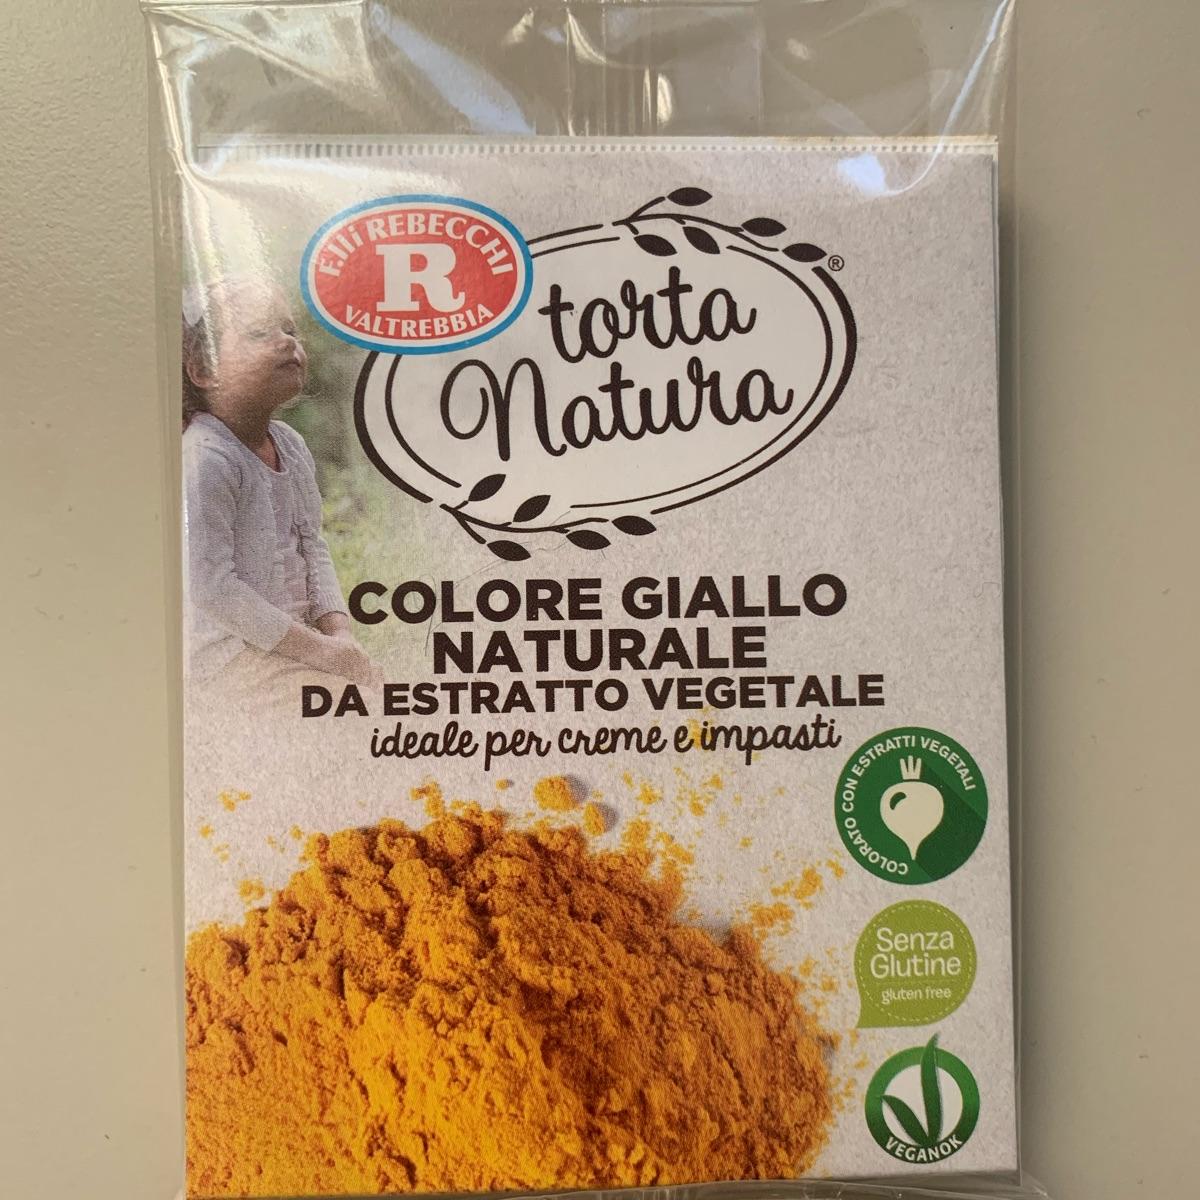 F.lli REBECCHI
R
VALTREBBIA
torta
Natura
®
COLORE GIALLO
NATURALE
DA ESTRATTO VEGETALE
ideale per creme e impasti
COLORATO CON ESTRATTI VEGETALI
Senza
Glutine
gluten free
VEGANOK